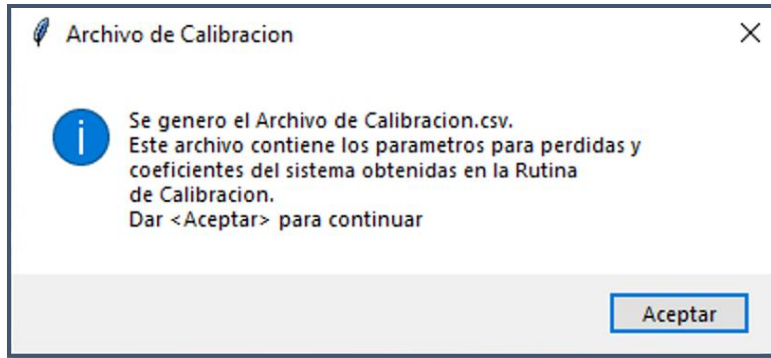 Archivo de Calibracion
Se genero el Archivo de Calibracion.csv.
Este archivo contiene los parametros para perdidas y
coeficientes del sistema obtenidas en la Rutina
de Calibracion.
Dar <Aceptar> para continuar
Aceptar